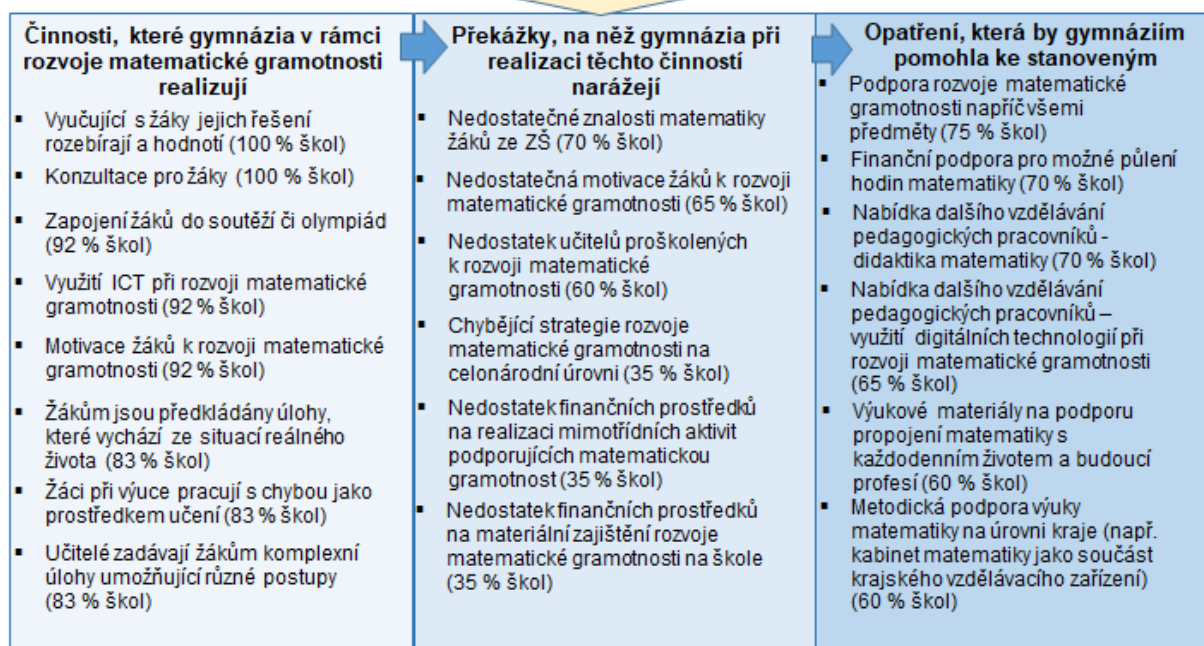 Činnosti, které gymnázia v rámci
rozvoje matematické gramotnosti
realizují
▪ Vyučující s žáky jejich řešení
rozebírají a hodnotí (100 % škol)
▪ Konzultace pro žáky (100 % škol)
▪ Zapojení žáků do soutěží či olympiád
(92 % škol)
▪ Využití ICT při rozvoji matematické
gramotnosti (92 % škol)
▪ Motivace žáků k rozvoji matematické
gramotnosti (92 % škol)
▪ Žákům jsou předkládány úlohy,
které vychází ze situací reálného
života (83 % škol)
▪ Žáci při výuce pracují s chybou jako
prostředkem učení (83 % škol)
▪ Učitelé zadávají žákům komplexní
úlohy umožňující různé postupy
(83 % škol)
Překážky, na něž gymnázia při
realizaci těchto činností
narážejí
▪ Nedostatečné znalosti matematiky
žáků ze ZŠ (70 % škol)
▪ Nedostatečná motivace žáků k rozvoji
matematické gramotnosti (65 % škol)
▪ Nedostatek učitelů proškolených
k rozvoji matematické
gramotnosti (60 % škol)
▪ Chybějící strategie rozvoje
matematické gramotnosti na
celonárodní úrovni (35 % škol)
▪ Nedostatek finančních prostředků
na realizaci mimotřídních aktivit
podporujících matematickou
gramotnost (35 % škol)
▪ Nedostatek finančních prostředků
na materiální zajištění rozvoje
matematické gramotnosti na škole
(35 % škol)
Opatření, která by gymnáziím
pomohla ke stanoveným
▪ Podpora rozvoje matematické
gramotnosti napříč všemi
předměty (75 % škol)
▪ Finanční podpora pro možné půlení
hodin matematiky (70 % škol)
▪ Nabídka dalšího vzdělávání
pedagogických pracovníků -
didaktika matematiky (70 % škol)
▪ Nabídka dalšího vzdělávání
pedagogických pracovníků –
využití digitálních technologií při
rozvoji matematické gramotnosti
(65 % škol)
▪ Výukové materiály na podporu
propojení matematiky s
každodenním životem a budoucí
profesí (60 % škol)
▪ Metodická podpora výuky
matematiky na úrovni kraje (např.
kabinet matematiky jako součást
krajského vzdělávacího zařízení)
(60 % škol)